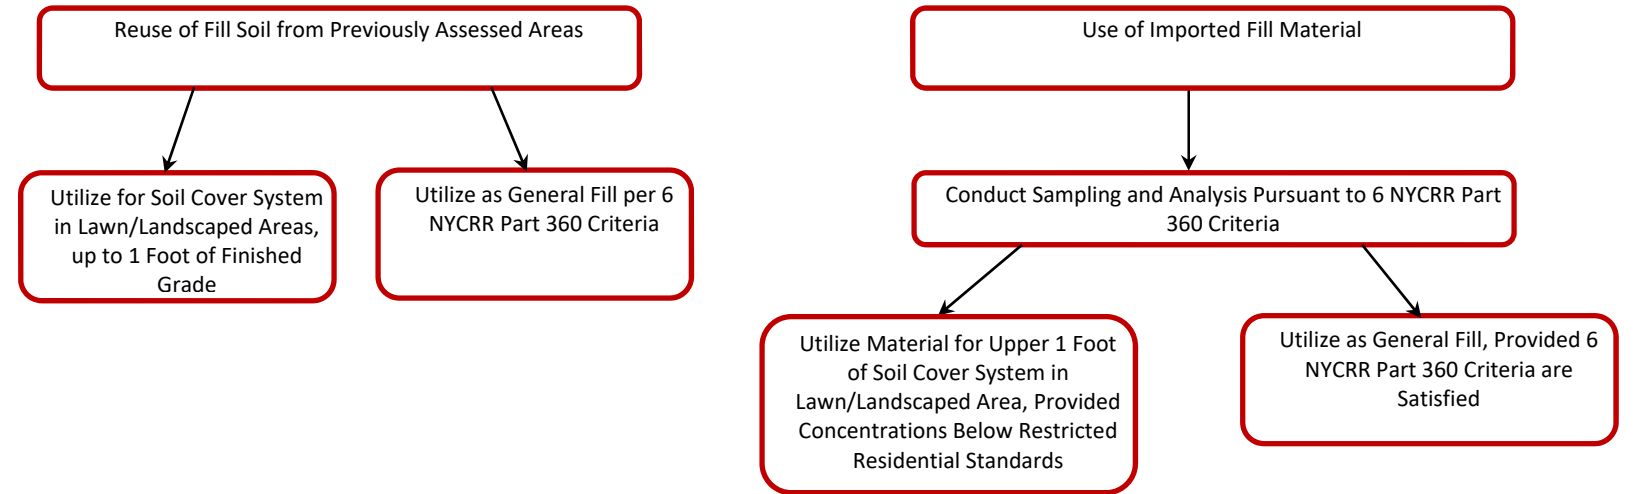 Reuse of Fill Soil from Previously Assessed Areas
Use of Imported Fill Material
Utilize for Soil Cover System
in Lawn/Landscaped Areas,
up to 1 Foot of Finished
Grade
Utilize as General Fill per 6
NYCRR Part 360 Criteria
Conduct Sampling and Analysis Pursuant to 6 NYCRR Part
360 Criteria
Utilize Material for Upper 1 Foot
of Soil Cover System in
Lawn/Landscaped Area, Provided
Concentrations Below Restricted
Residential Standards
Utilize as General Fill, Provided 6
NYCRR Part 360 Criteria are
Satisfied